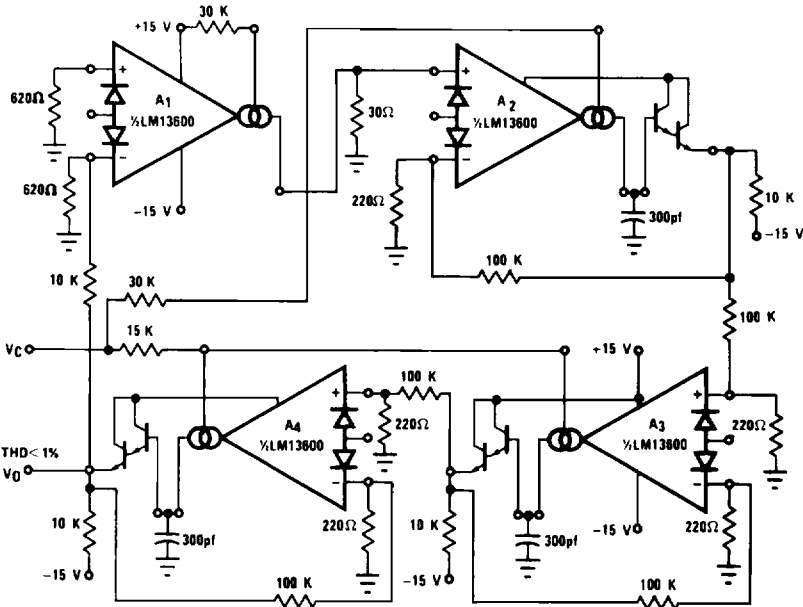 30 K
+15 V
+
A1
½LM13600
620Ω
-
620Ω
-15 V
30Ω
+
A2
½LM13600
-
220Ω
300pf
10 K
-15 V
10 K
30 K
100 K
100 K
VC
15 K
+15 V
100 K
+
A4
½LM13600
-
220Ω
+
A3
½LM13600
-
220Ω
THD<1%
VO
10 K
-15 V
300pf
220Ω
100 K
10 K
-15 V
300pf
-15 V
220Ω
100 K